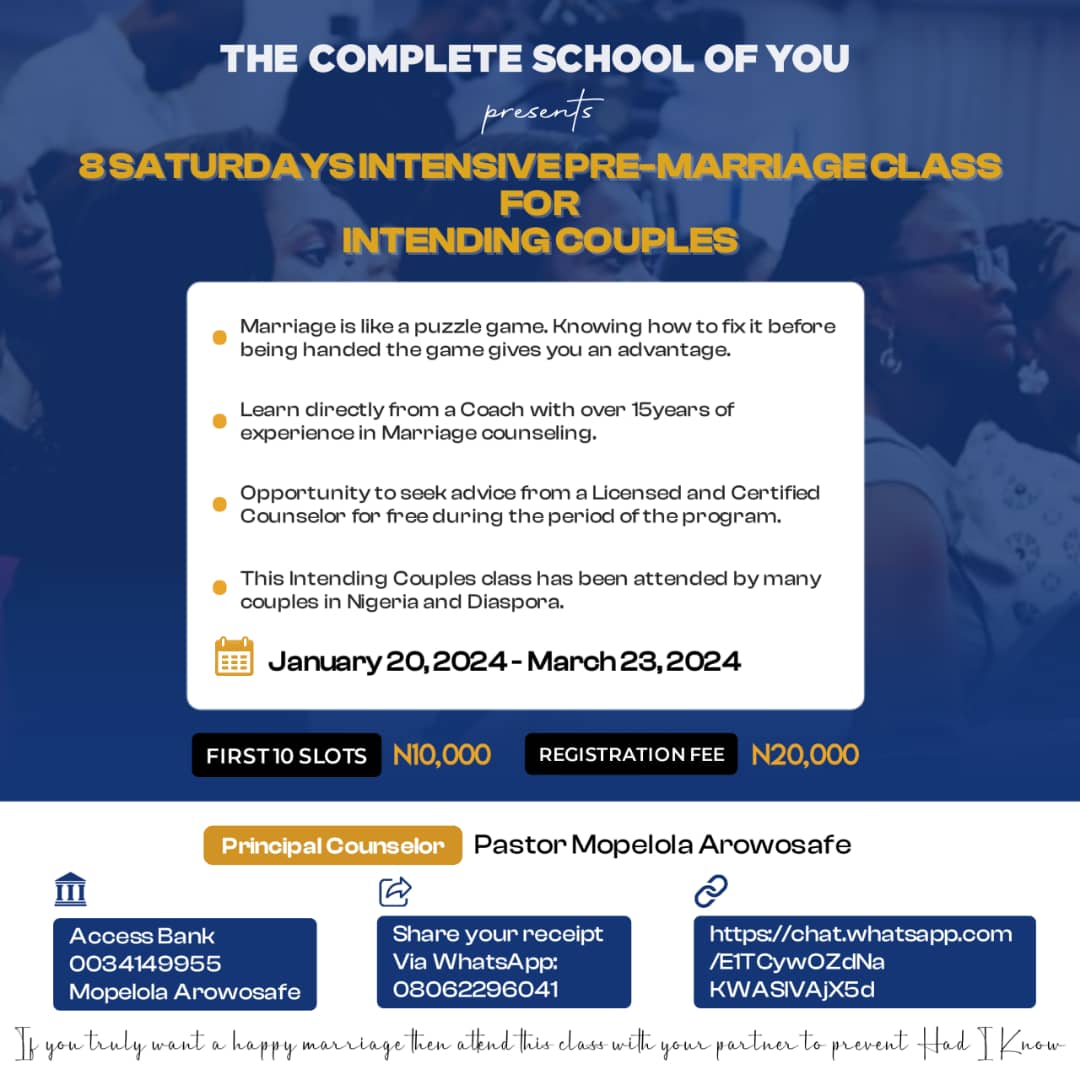 THE COMPLETE SCHOOL OF YOU
presents
8 SATURDAYS INTENSIVE PRE-MARRIAGE CLASS
FOR
INTENDING COUPLES
Marriage is like a puzzle game. Knowing how to fix it before
being handed the game gives you an advantage.
Learn directly from a Coach with over 15years of
experience in Marriage counseling.
Opportunity to seek advice from a Licensed and Certified
Counselor for free during the period of the program.
This Intending Couples class has been attended by many
couples in Nigeria and Diaspora.
January 20, 2024 - March 23, 2024
FIRST 10 SLOTS N10,000 REGISTRATION FEE N20,000
Principal Counselor Pastor Mopelola Arowosafe
Access Bank
0034149955
Mopelola Arowosafe
Share your receipt
Via WhatsApp:
08062296041
https://chat.whatsapp.com
/E1TCywOZdNa
KWASlVAjX5d
If you truly want a happy marriage then attend this class with your partner to prevent Had I Know